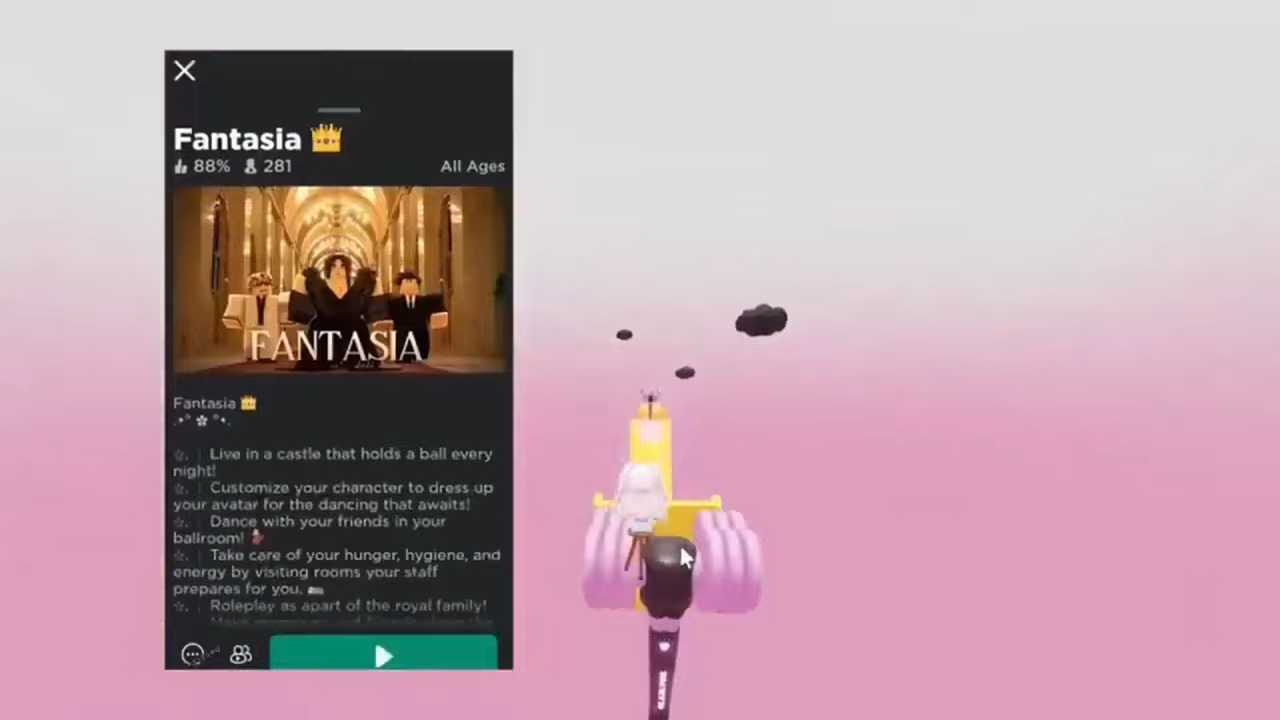 Fantasia 👑
88% 281 All Ages
FANTASIA
Fantasia 👑
Live in a castle that holds a ball every
night!
Customize your character to dress up
your avatar for the dancing that awaits!
Dance with your friends in your
ballroom! 💃
Take care of your hunger, hygiene, and
energy by visiting rooms your staff
prepares for you. 🛏️
Roleplay as apart of the royal family!